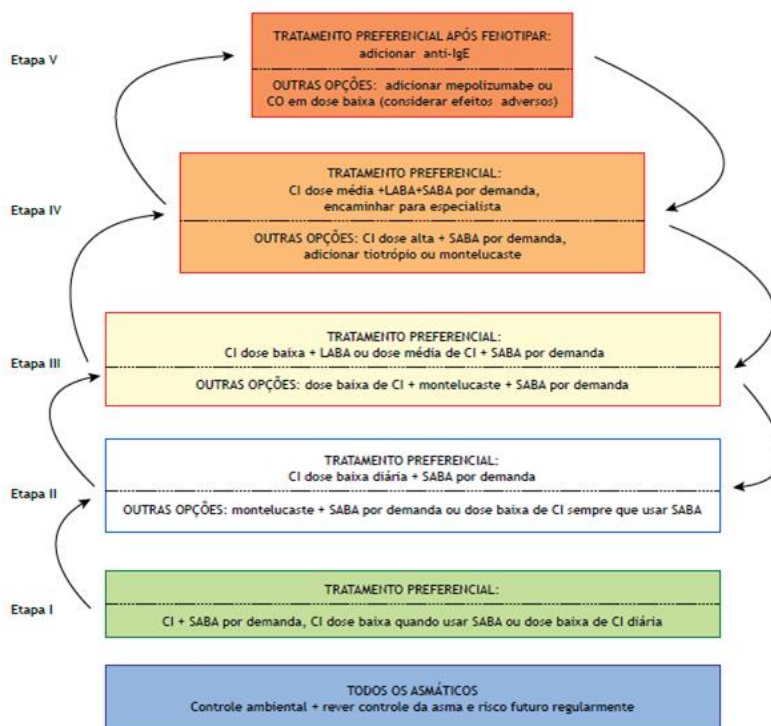 Etapa V
TRATAMENTO PREFERENCIAL APÓS FENOTIPAR:
adicionar anti-IgE
OUTRAS OPÇÕES: adicionar mepolizumabe ou
CO em dose baixa (considerar efeitos adversos)
Etapa IV
TRATAMENTO PREFERENCIAL:
CI dose média +LABA+SABA por demanda,
encaminhar para especialista
OUTRAS OPÇÕES: CI dose alta + SABA por demanda,
adicionar tiotrópio ou montelucaste
Etapa III
TRATAMENTO PREFERENCIAL:
CI dose baixa + LABA ou dose média de CI + SABA por demanda
OUTRAS OPÇÕES: dose baixa de CI + montelucaste + SABA por demanda
Etapa II
TRATAMENTO PREFERENCIAL:
CI dose baixa diária + SABA por demanda
OUTRAS OPÇÕES: montelucaste + SABA por demanda ou dose baixa de CI sempre que usar SABA
Etapa I
TRATAMENTO PREFERENCIAL:
CI + SABA por demanda, CI dose baixa quando usar SABA ou dose baixa de CI diária
TODOS OS ASMÁTICOS
Controle ambiental + rever controle da asma e risco futuro regularmente